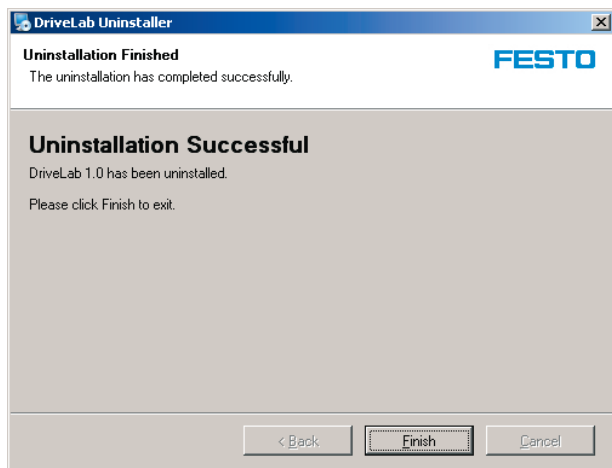 DriveLab Uninstaller
Uninstallation Finished
The uninstallation has completed successfully.
FESTO
Uninstallation Successful
DriveLab 1.0 has been uninstalled.
Please click Finish to exit.
< Back
Finish
Cancel